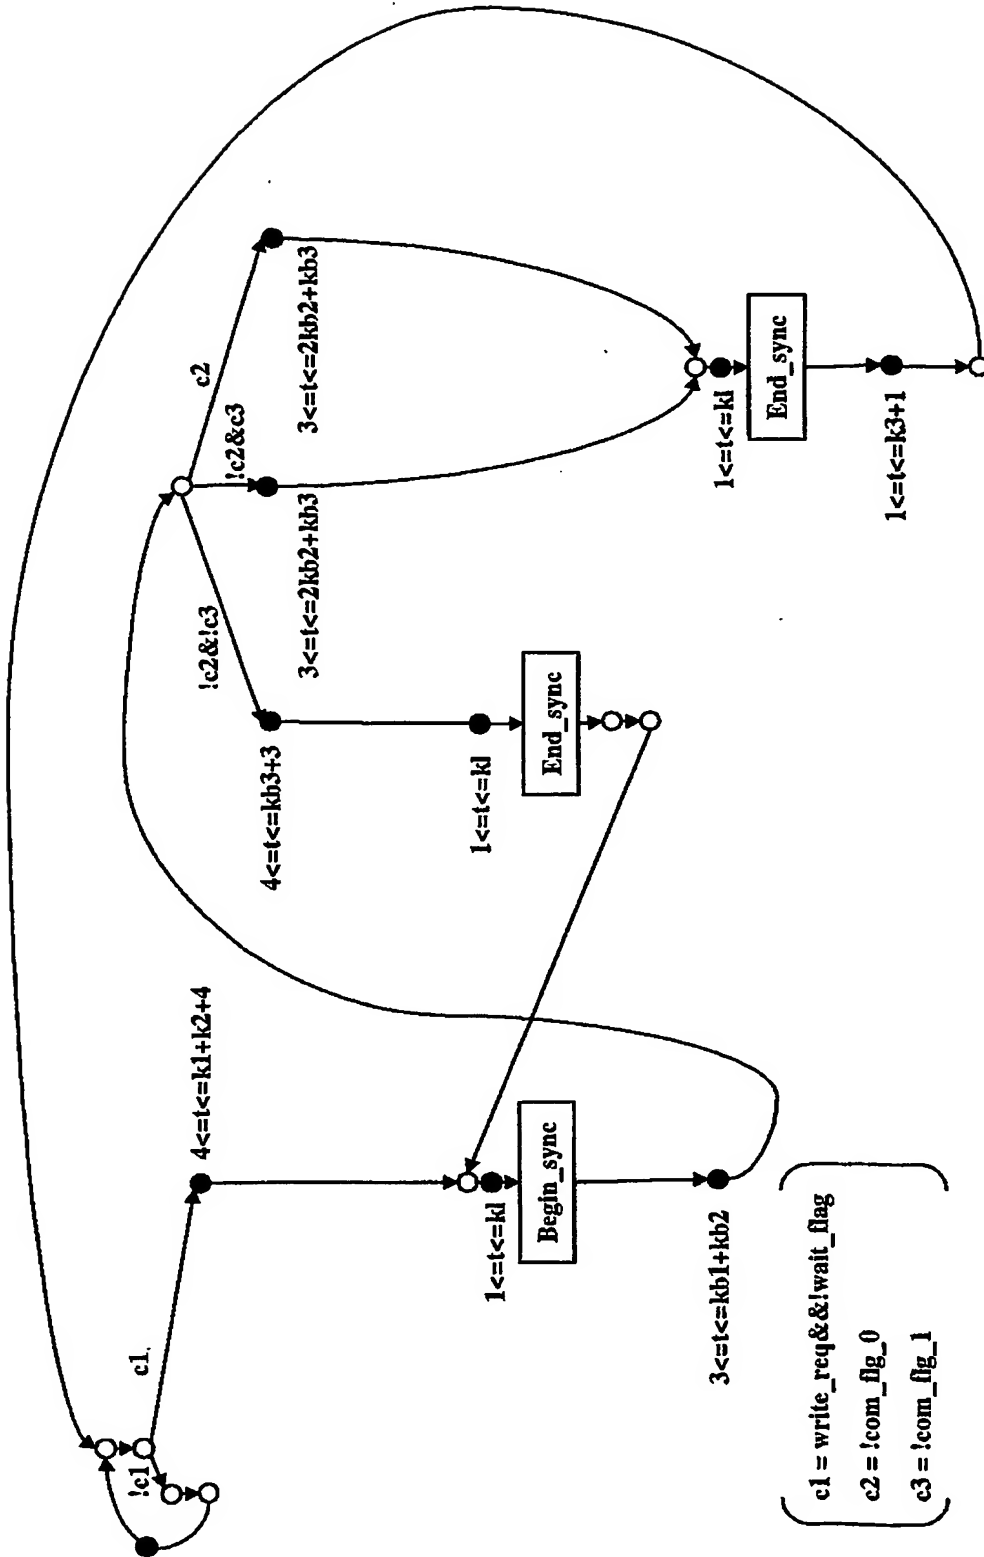 !c1
c1
4<=t<=k1+k2+4
!c2&!c3
!c2&c3
c2
4<=t<=kb3+3
3<=t<=2kb2+kb3
3<=t<=2kb2+kb3
1<=t<=kl
Begin_sync
3<=t<=kb1+kb2
1<=t<=kl
End_sync
1<=t<=kl
End_sync
1<=t<=k3+1
c1 = write_req&&!wait_flag
c2 = !com_flg_0
c3 = !com_flg_1